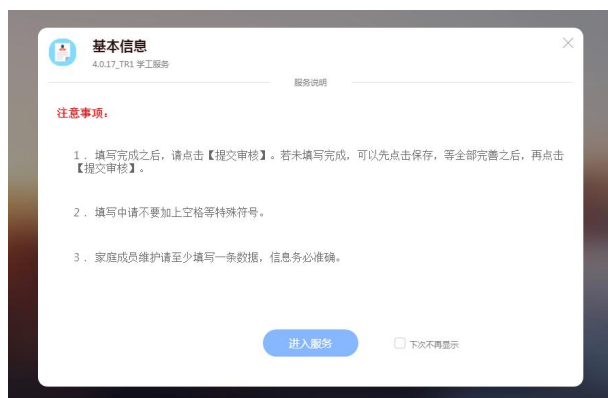 基本信息
4.0.17_TR1 学工服务
服务说明
注意事项：
1 . 填写完成之后，请点击【提交审核】。若未填写完成，可以先点击保存，等全部完善之后，再点击
【提交审核】。
2 . 填写中请不要加上空格等特殊符号。
3 . 家庭成员维护请至少填写一条数据，信息务必准确。
进入服务
下次不再显示